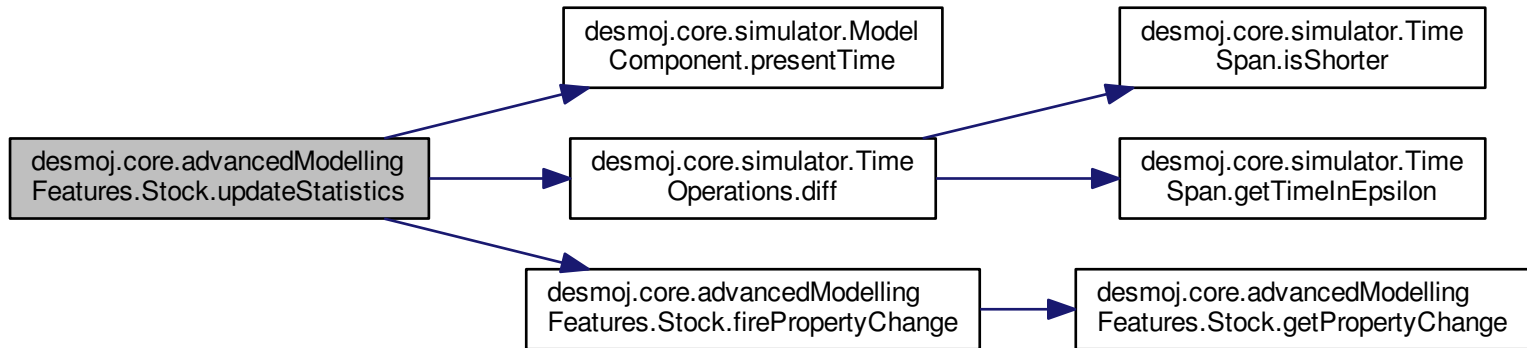 desmoj.core.advancedModelling
Features.Stock.updateStatistics
desmoj.core.simulator.Model
Component.presentTime
desmoj.core.simulator.Time
Operations.diff
desmoj.core.advancedModelling
Features.Stock.firePropertyChange
desmoj.core.simulator.Time
Span.isShorter
desmoj.core.simulator.Time
Span.getTimeInEpsilon
desmoj.core.advancedModelling
Features.Stock.getPropertyChange